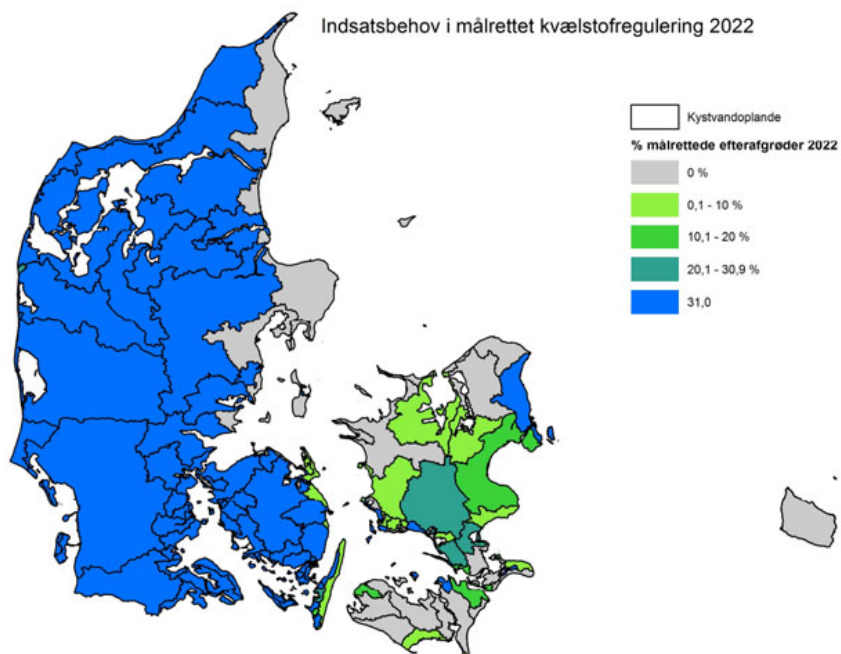 Indsatsbehov i målrettet kvælstofregulering 2022
Kystvandoplande
% målrettede efterafgrøder 2022
0 %
0,1 - 10 %
10,1 - 20 %
20,1 - 30,9 %
31,0